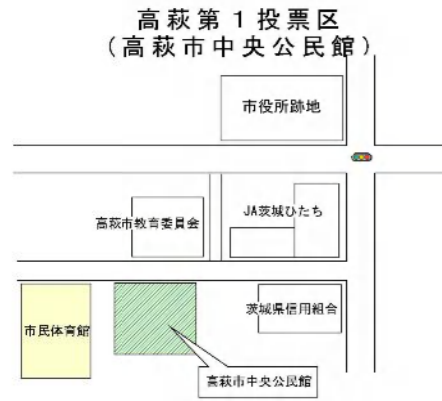 高萩第1投票区
(高萩市中央公民館)
市役所跡地
高萩市教育委員会
JA茨城ひたち
市民体育館
茨城県信用組合
高萩市中央公民館